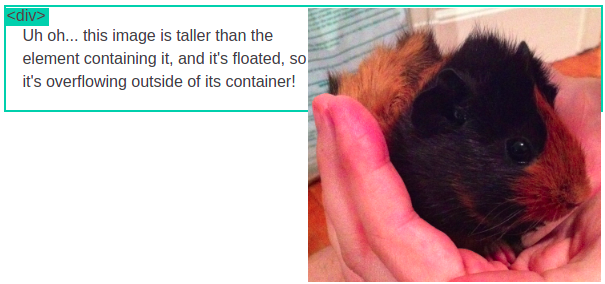 <div>
Uh oh... this image is taller than the
element containing it, and it's floated, so
it's overflowing outside of its container!